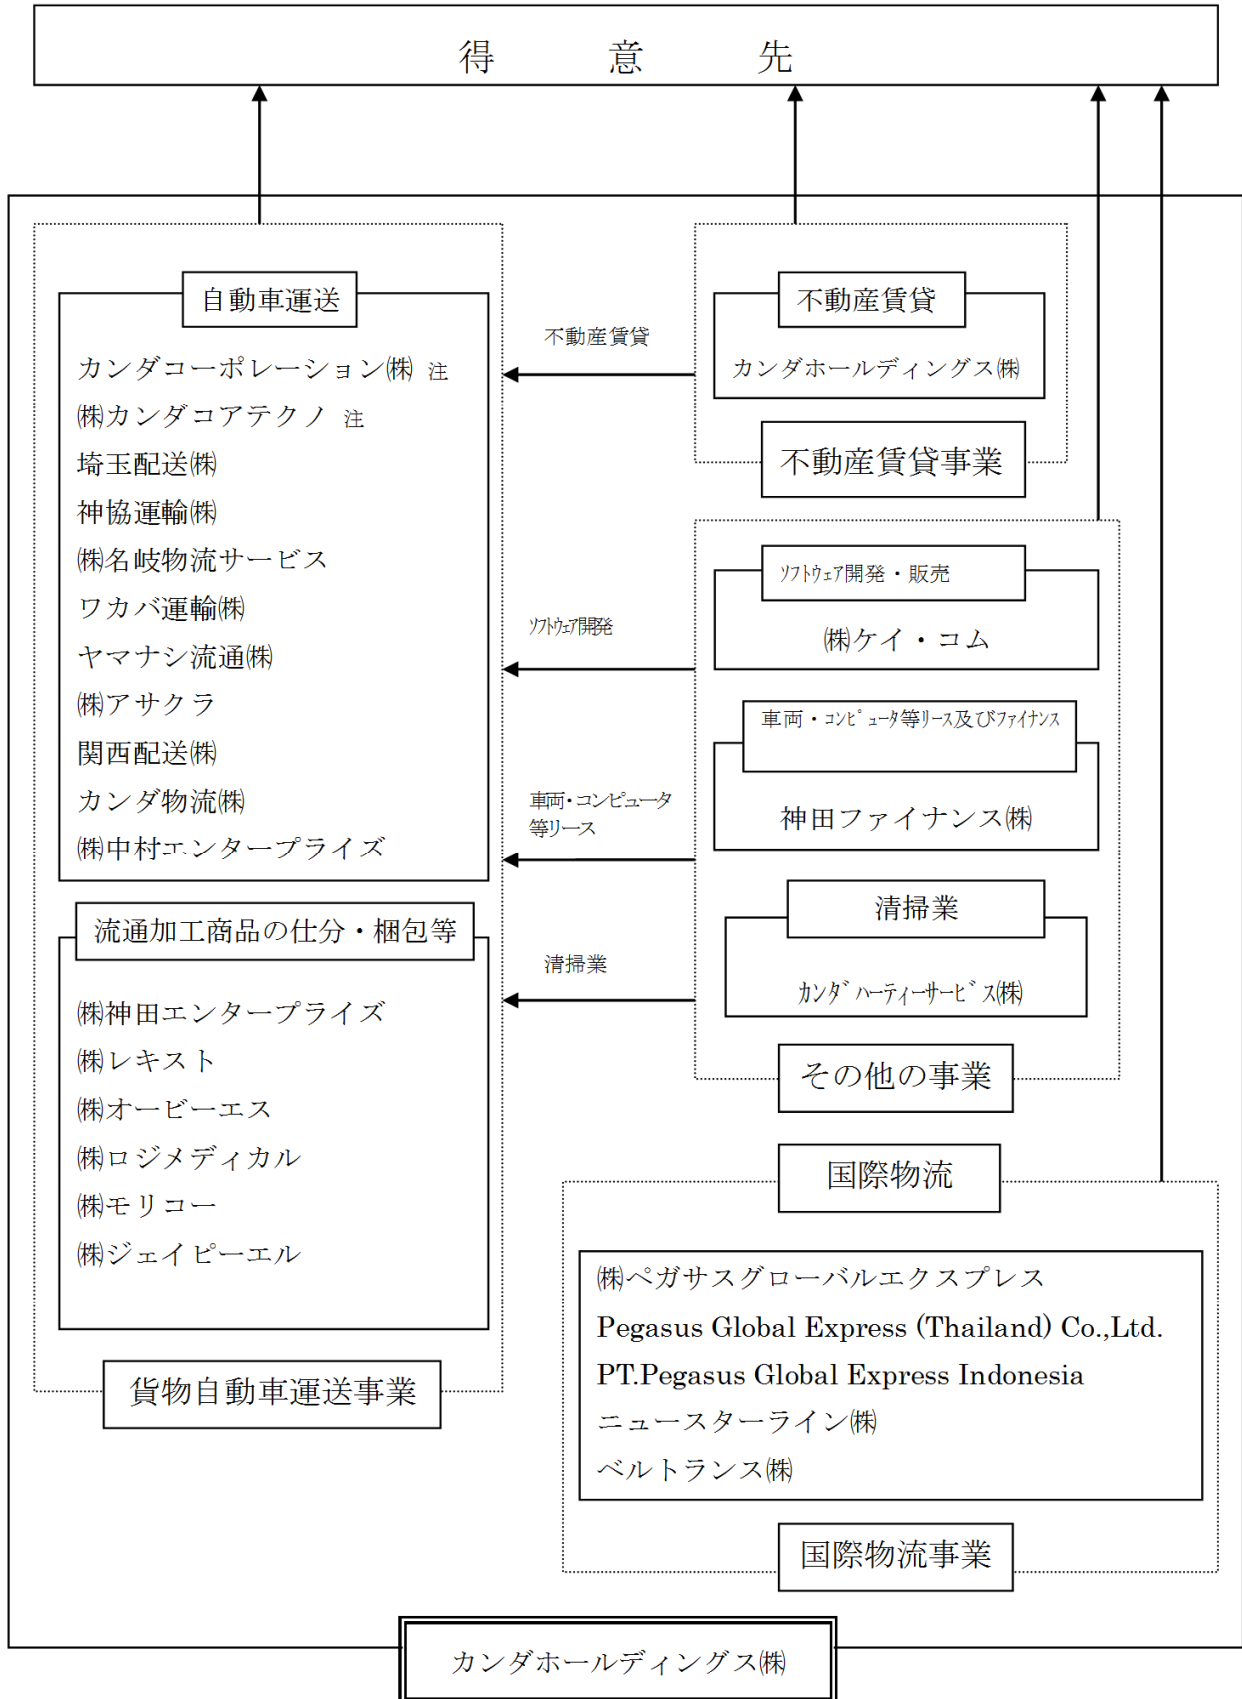 得意先
自動車運送
カンダコーポレーション㈱ 注
㈱カンダコアテクノ 注
埼玉配送㈱
神協運輸㈱
㈱名岐物流サービス
ワカバ運輸㈱
ヤマナシ流通㈱
㈱アサクラ
関西配送㈱
カンダ物流㈱
㈱中村エンタープライズ
流通加工商品の仕分・梱包等
㈱神田エンタープライズ
㈱レキスト
㈱オービーエス
㈱ロジメディカル
㈱モリコー
㈱ジェイピーエル
貨物自動車運送事業
不動産賃貸
ソフトウェア開発
車両・コンピュータ
等リース
清掃業
不動産賃貸
カンダホールディングス㈱
不動産賃貸事業
ソフトウェア開発・販売
㈱ケイ・コム
車両・コンピュータ等リース及びファイナンス
神田ファイナンス㈱
清掃業
カンダハーティーサービス㈱
その他の事業
国際物流
㈱ペガサスグローバルエクスプレス
Pegasus Global Express (Thailand) Co.,Ltd.
PT.Pegasus Global Express Indonesia
ニュースターライン㈱
ベルトランス㈱
国際物流事業
カンダホールディングス㈱